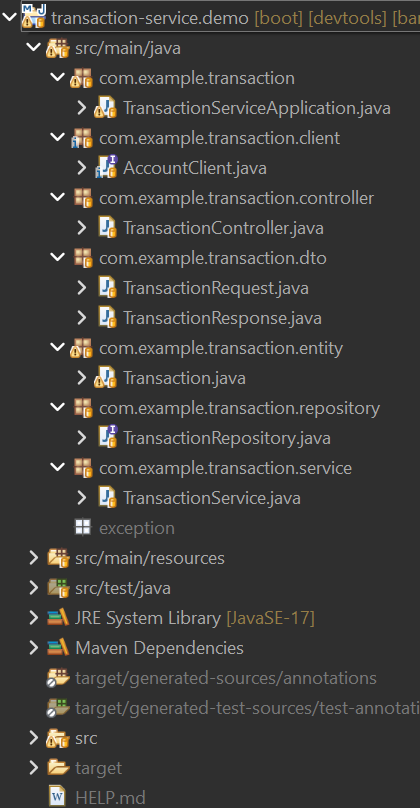 transaction-service.demo [boot] [devtools] [ba
src/main/java
com.example.transaction
TransactionServiceApplication.java
com.example.transaction.client
AccountClient.java
com.example.transaction.controller
TransactionController.java
com.example.transaction.dto
TransactionRequest.java
TransactionResponse.java
com.example.transaction.entity
Transaction.java
com.example.transaction.repository
TransactionRepository.java
com.example.transaction.service
TransactionService.java
exception
src/main/resources
src/test/java
JRE System Library [JavaSE-17]
Maven Dependencies
target/generated-sources/annotations
target/generated-test-sources/test-annotati
src
target
HELP.md